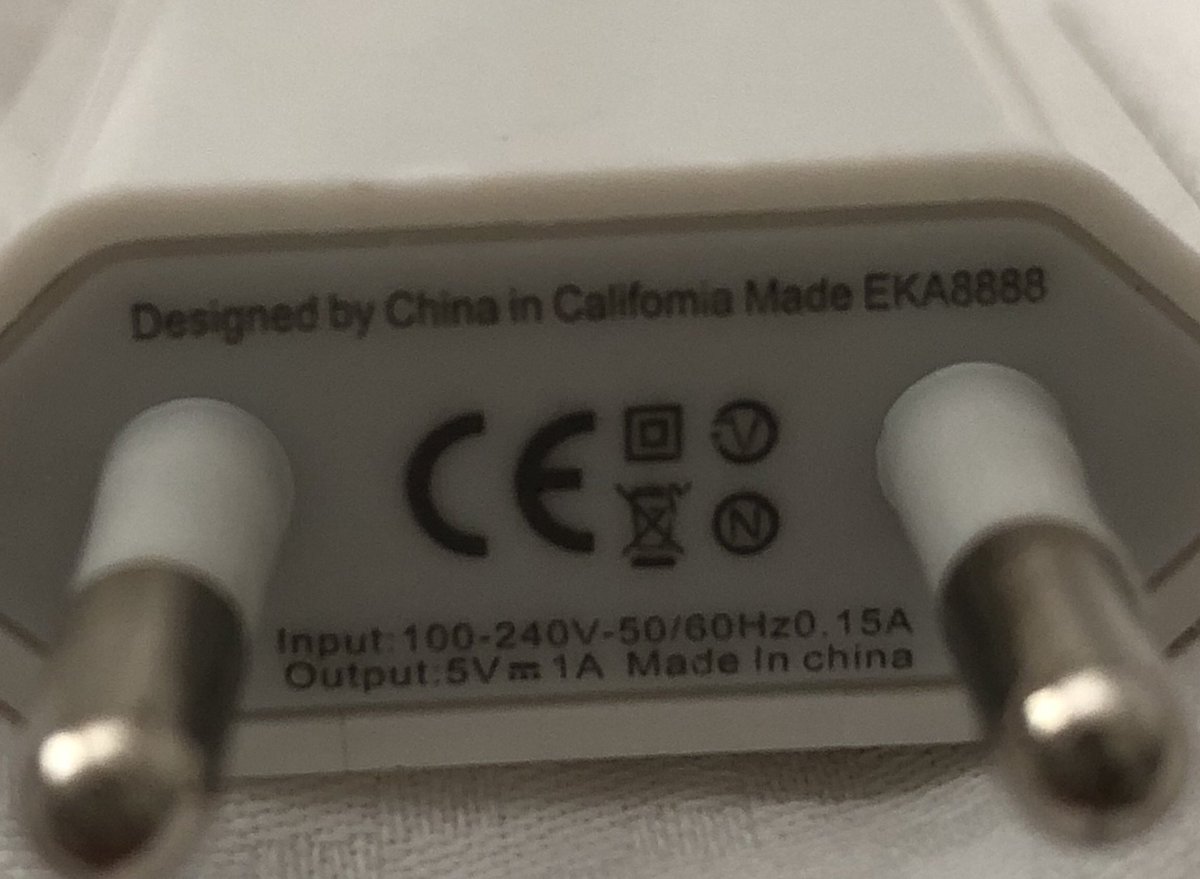 Designed by China in Califomia Made EKA8888
CE
V
N
Input:100-240V-50/60Hz0.15A
Output:5V⎓1A Made In china